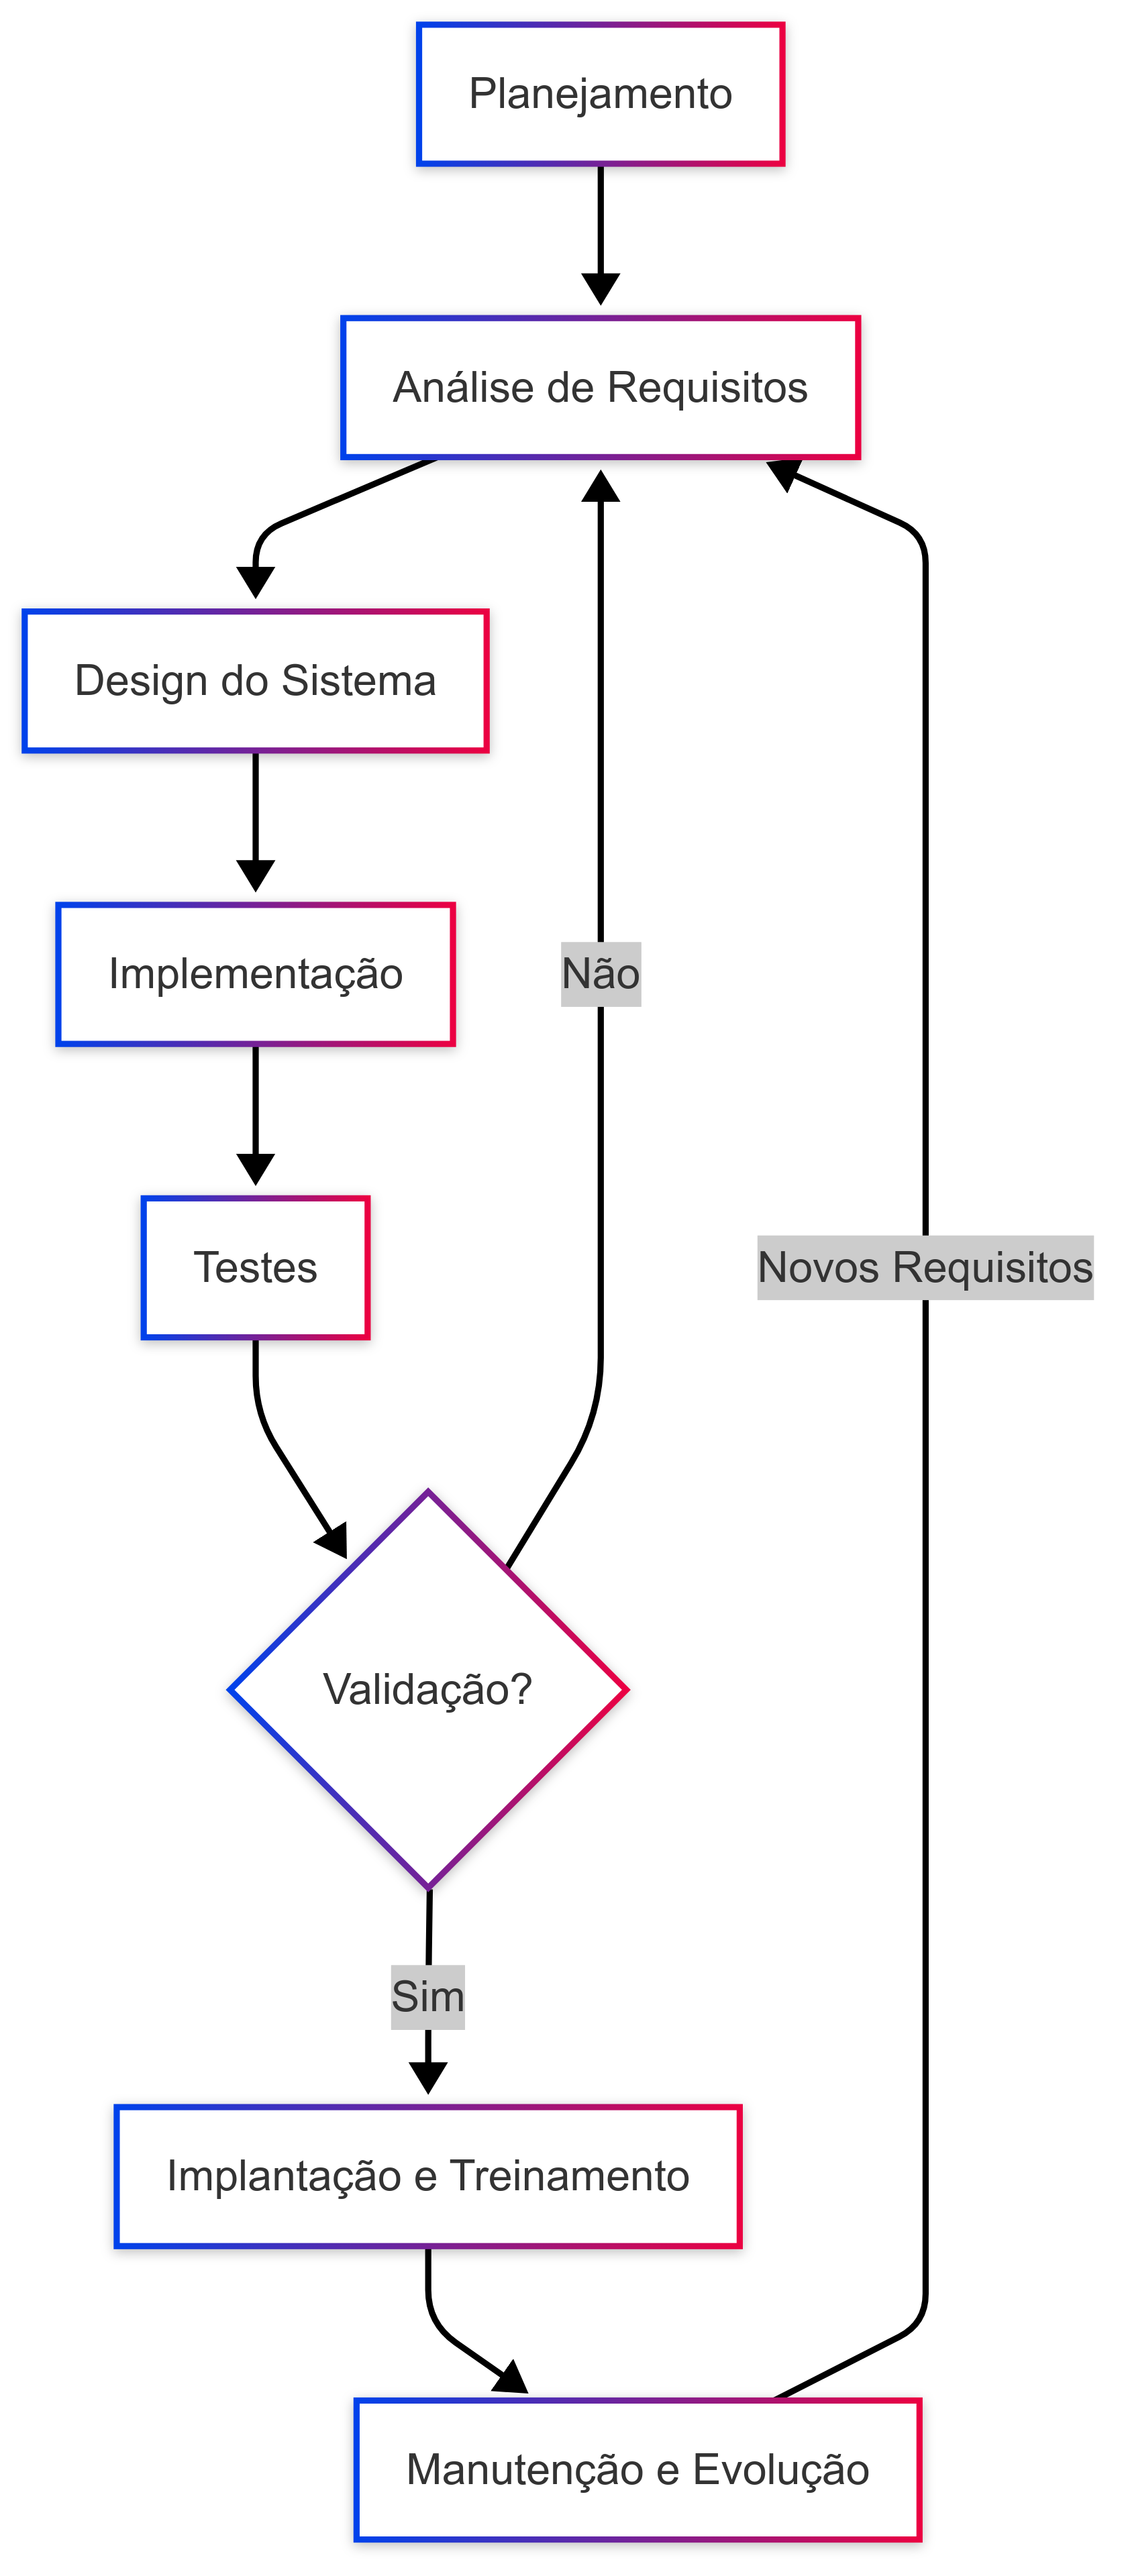 Planejamento
Análise de Requisitos
Design do Sistema
Implementação
Não
Testes
Novos Requisitos
Validação?
Sim
Implantação e Treinamento
Manutenção e Evolução